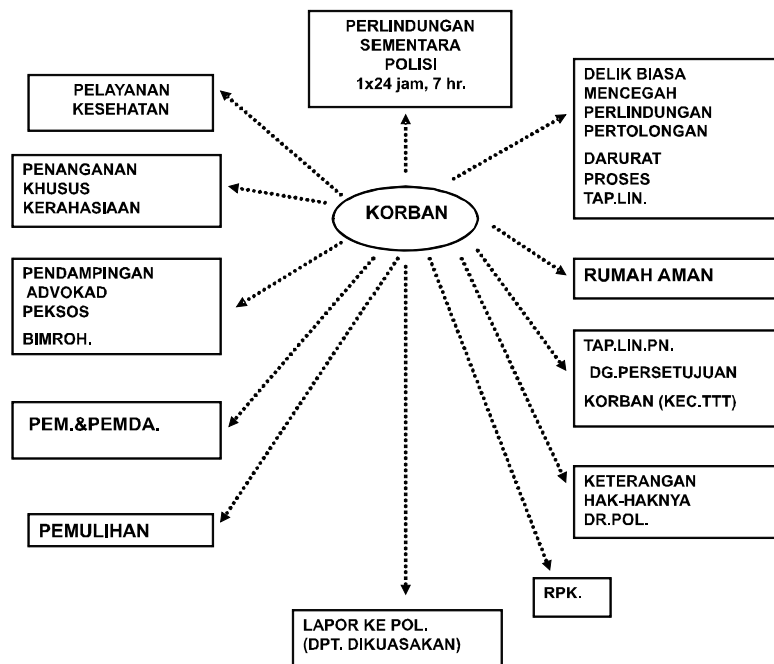 PERLINDUNGAN
SEMENTARA
POLISI
1x24 jam, 7 hr.
PELAYANAN
KESEHATAN
DELIK BIASA
MENCEGAH
PERLINDUNGAN
PERTOLONGAN
DARURAT
PROSES
TAP.LIN.
PENANGANAN
KHUSUS
KERAHASIAAN
KORBAN
PENDAMPINGAN
ADVOKAD
PEKSOS
BIMROH.
RUMAH AMAN
TAP.LIN.PN.
DG.PERSETUJUAN
KORBAN (KEC.TTT)
PEM.&PEMDA.
KETERANGAN
HAK-HAKNYA
DR.POL.
PEMULIHAN
RPK.
LAPOR KE POL.
(DPT. DIKUASAKAN)